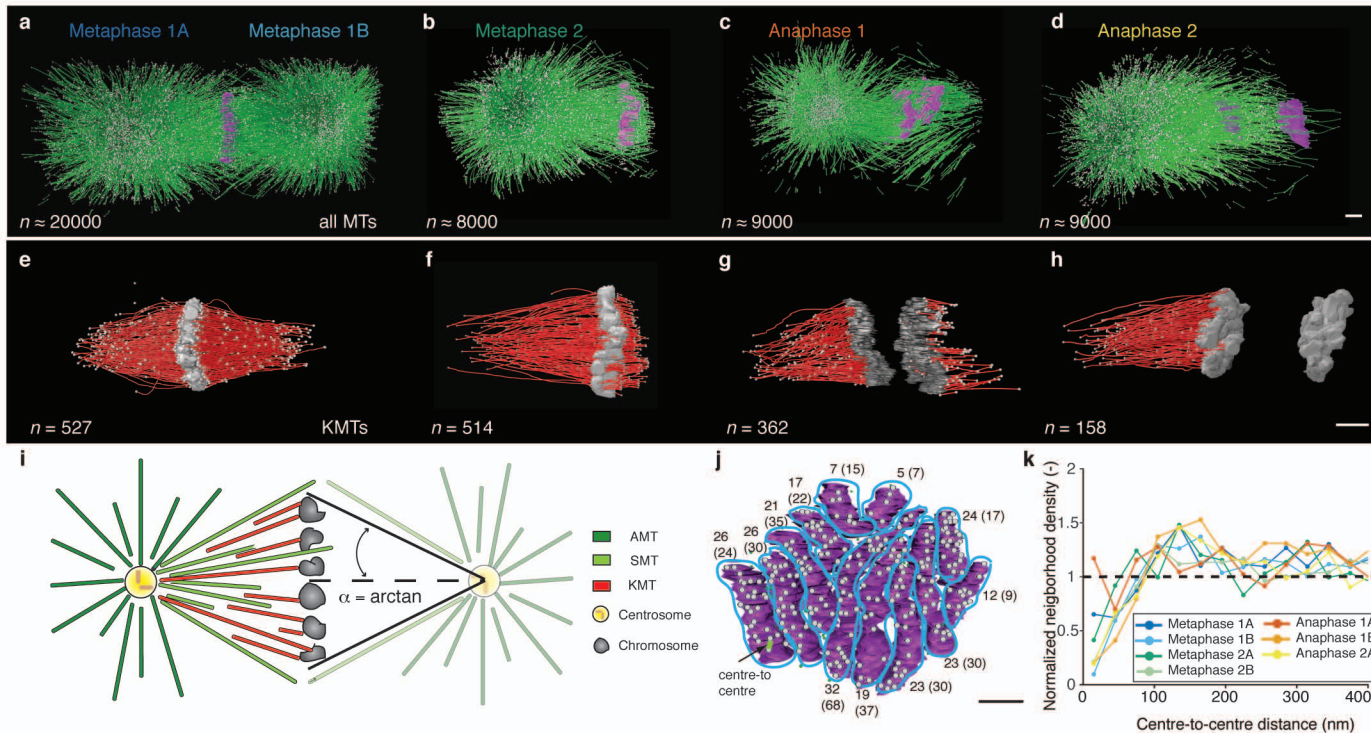 a
Metaphase 1A
Metaphase 1B
n ≈ 20000
all MTs
b
Metaphase 2
n ≈ 8000
c
Anaphase 1
n ≈ 9000
d
Anaphase 2
n ≈ 9000
e
n = 527
KMTs
f
n = 514
g
n = 362
h
n = 158
i
α = arctan
AMT
SMT
KMT
Centrosome
Chromosome
j
7 (15)
5 (7)
17
(22)
21
(35)
24 (17)
26
(30)
26
(24)
12 (9)
centre-to
centre
32
(68)
19
(37)
23 (30)
23 (30)
k
Normalized neigborhood density (-)
2
1.5
1
0.5
0
Metaphase 1A
Metaphase 1B
Metaphase 2A
Metaphase 2B
Anaphase 1A
Anaphase 1B
Anaphase 2A
0
100
200
300
400
Centre-to-centre distance (nm)